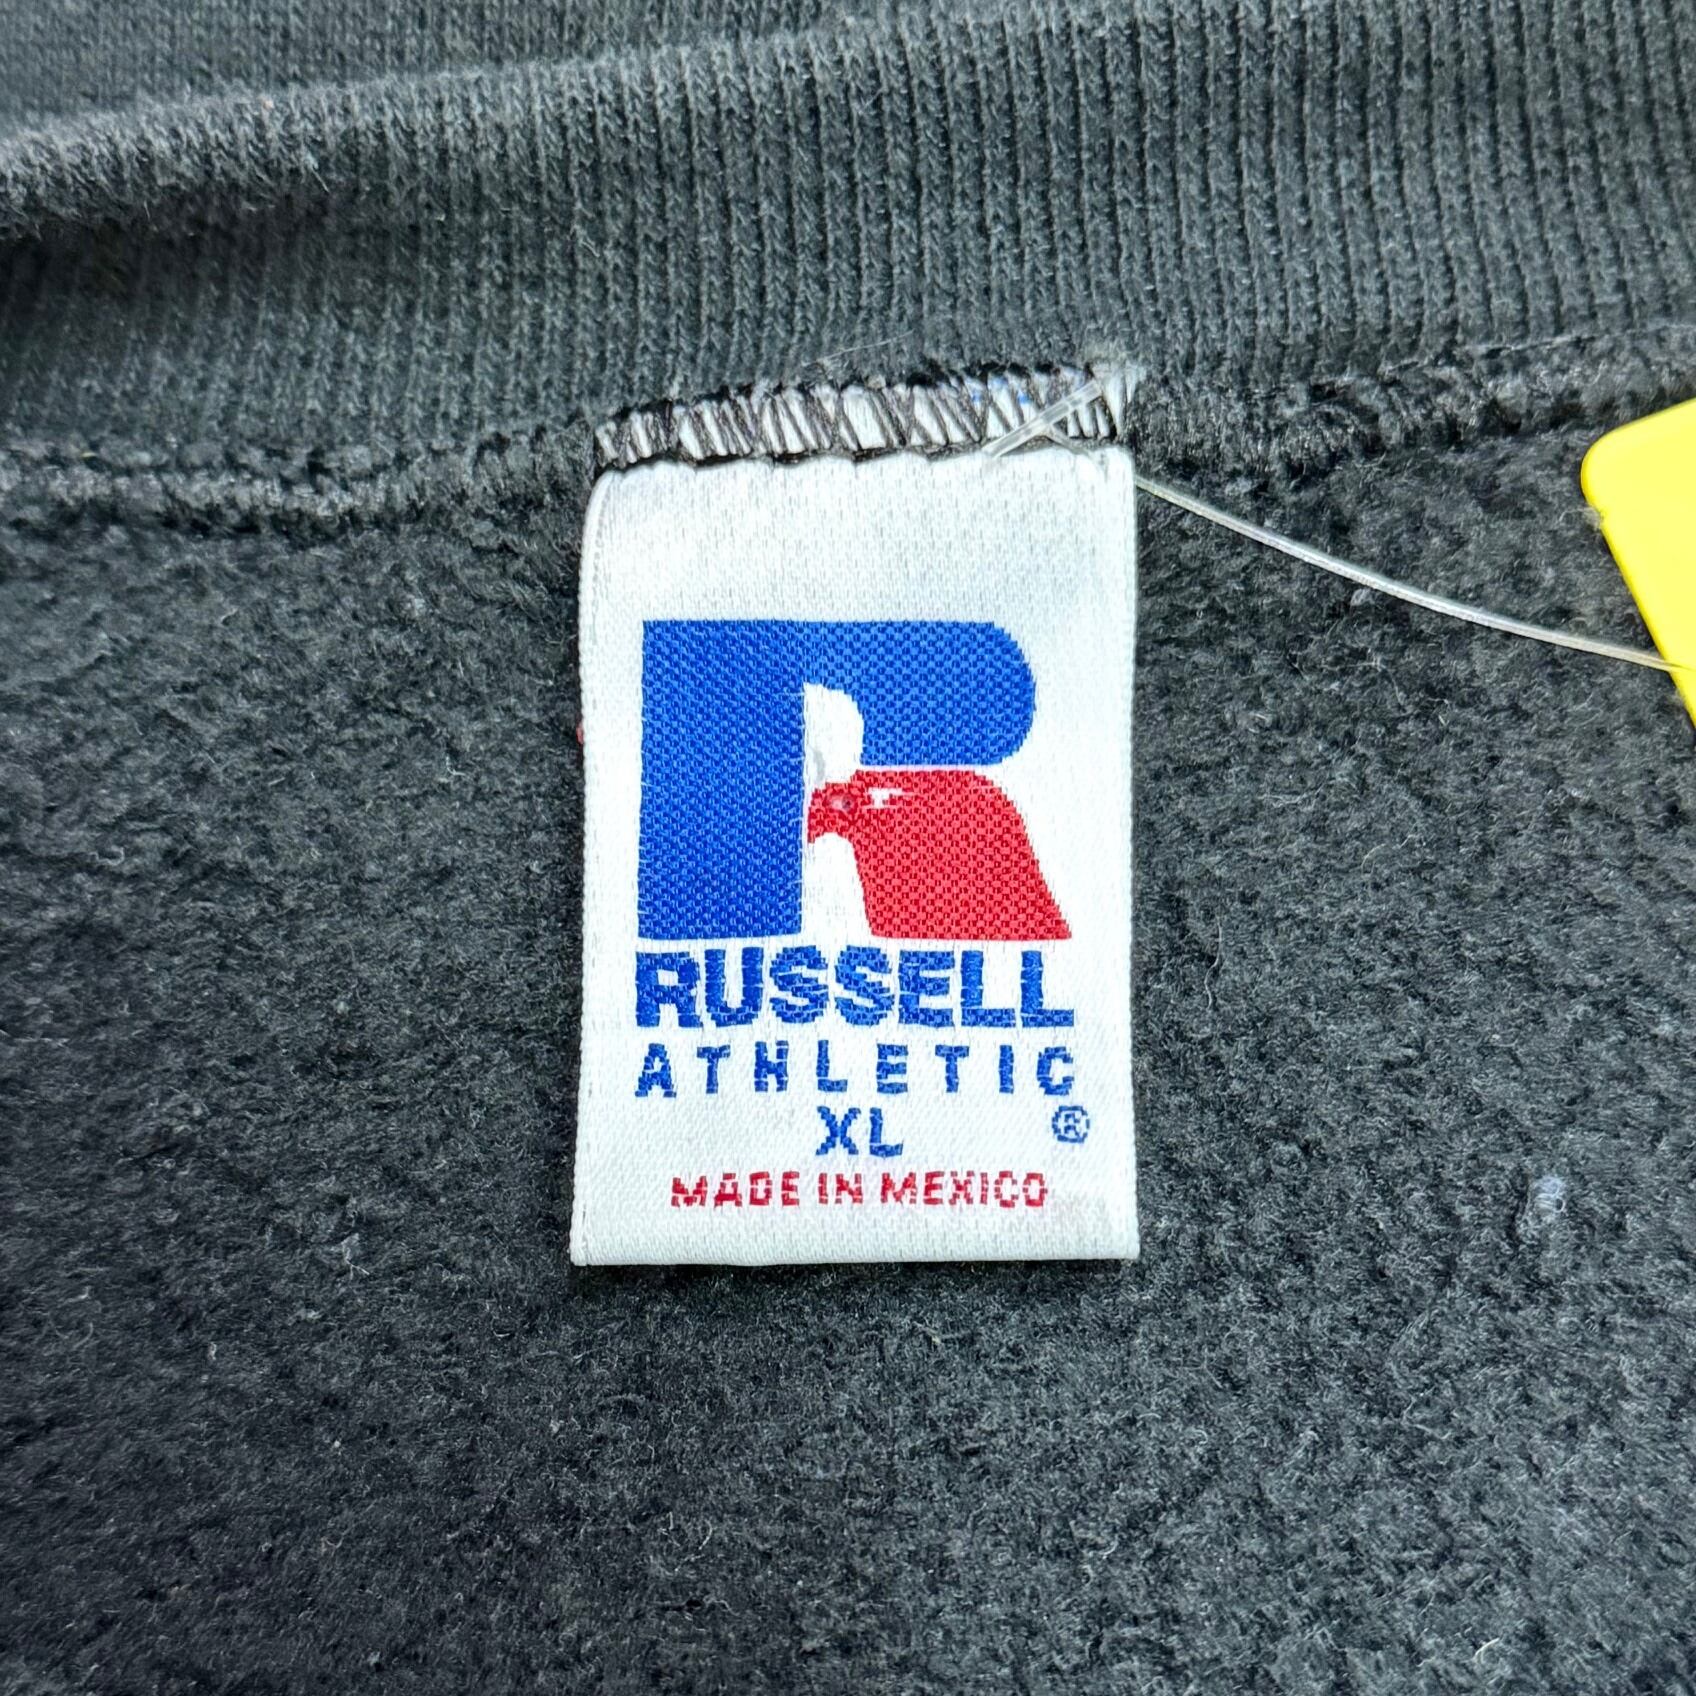 R
RUSSELL
ATHLETIC
XL ®
MADE IN MEXICO